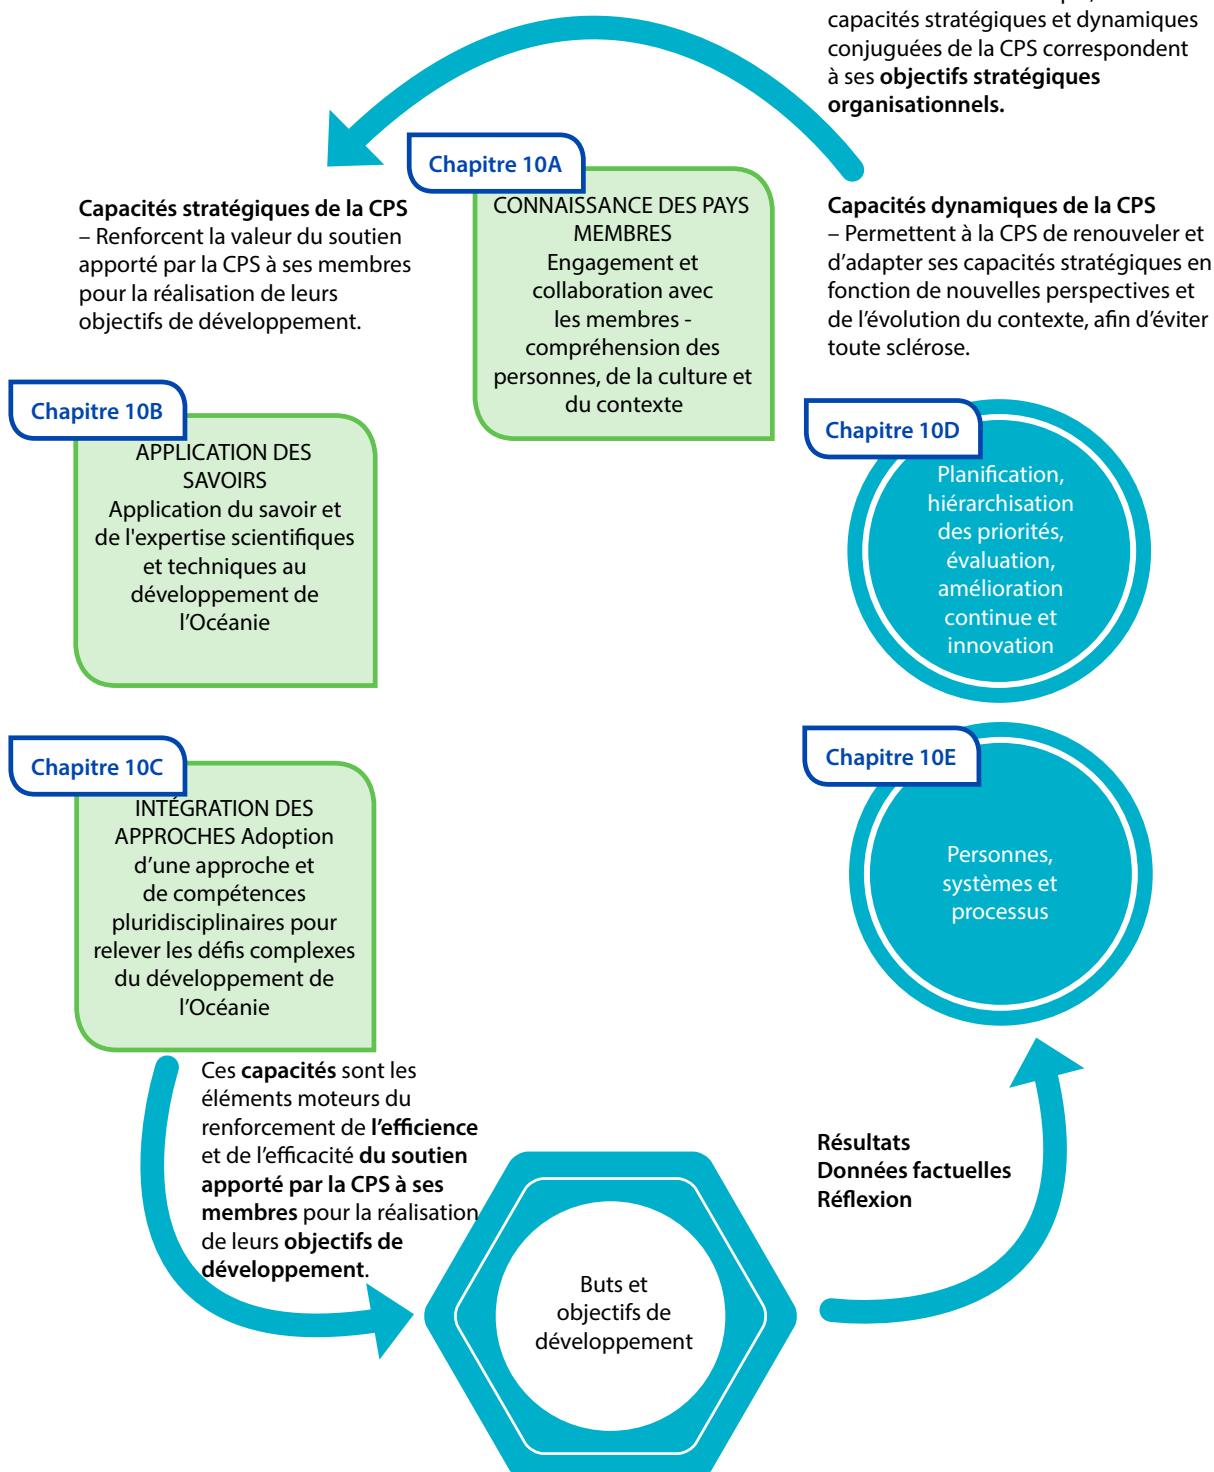 capacités stratégiques et dynamiques
conjuguées de la CPS correspondent
à ses objectifs stratégiques
organisationnels.
Chapitre 10A
CONNAISSANCE DES PAYS
MEMBRES
Engagement et
collaboration avec
les membres -
compréhension des
personnes, de la culture et
du contexte
Capacités stratégiques de la CPS
– Renforcent la valeur du soutien
apporté par la CPS à ses membres
pour la réalisation de leurs
objectifs de développement.
Capacités dynamiques de la CPS
– Permettent à la CPS de renouveler et
d’adapter ses capacités stratégiques en
fonction de nouvelles perspectives et
de l’évolution du contexte, afin d’éviter
toute sclérose.
Chapitre 10B
APPLICATION DES
SAVOIRS
Application du savoir et
de l'expertise scientifiques
et techniques au
développement de
l’Océanie
Chapitre 10D
Planification,
hiérarchisation
des priorités,
évaluation,
amélioration
continue et
innovation
Chapitre 10C
INTÉGRATION DES
APPROCHES Adoption
d’une approche et
de compétences
pluridisciplinaires pour
relever les défis complexes
du développement de
l’Océanie
Chapitre 10E
Personnes,
systèmes et
processus
Ces capacités sont les
éléments moteurs du
renforcement de l’efficience
et de l’efficacité du soutien
apporté par la CPS à ses
membres pour la réalisation
de leurs objectifs de
développement.
Résultats
Données factuelles
Réflexion
Buts et
objectifs de
développement